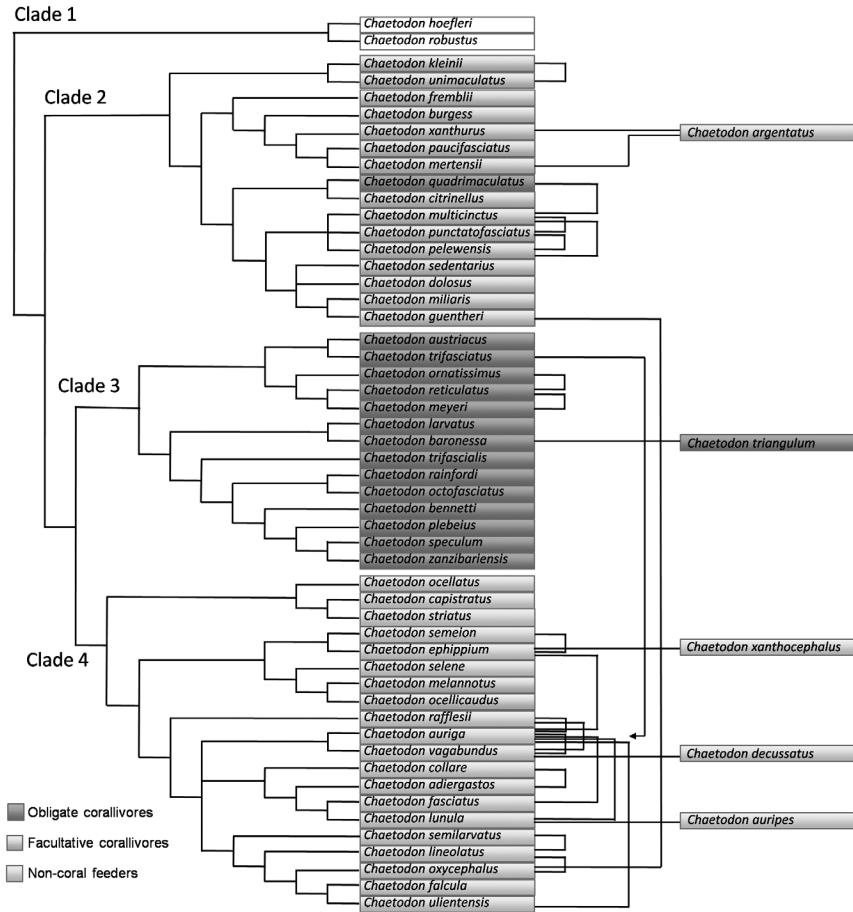 Clade 1
Chaetodon hoefleri
Chaetodon robustus
Clade 2
Chaetodon kleinii
Chaetodon unimaculatus
Chaetodon fremblii
Chaetodon burgess
Chaetodon xanthurus
Chaetodon argentatus
Chaetodon paucifasciatus
Chaetodon mertensii
Chaetodon quadrimaculatus
Chaetodon citrinellus
Chaetodon multicinctus
Chaetodon punctatofasciatus
Chaetodon pelewensis
Chaetodon sedentarius
Chaetodon dolosus
Chaetodon miliaris
Chaetodon guentheri
Clade 3
Chaetodon austriacus
Chaetodon trifasciatus
Chaetodon ornatissimus
Chaetodon reticulatus
Chaetodon meyeri
Chaetodon larvatus
Chaetodon baronessa
Chaetodon triangulum
Chaetodon trifascialis
Chaetodon rainfordi
Chaetodon octofasciatus
Chaetodon bennetti
Chaetodon plebeius
Chaetodon speculum
Chaetodon zanzibariensis
Clade 4
Chaetodon ocellatus
Chaetodon capistratus
Chaetodon striatus
Chaetodon semeion
Chaetodon ephippium
Chaetodon xanthocephalus
Chaetodon selene
Chaetodon melannotus
Chaetodon ocellicaudus
Chaetodon rafflesii
Chaetodon auriga
Chaetodon vagabundus
Chaetodon decussatus
Chaetodon collare
Chaetodon adiergastos
Chaetodon fasciatus
Chaetodon lunula
Chaetodon auripes
Chaetodon semilarvatus
Chaetodon lineolatus
Chaetodon oxycephalus
Chaetodon falcula
Chaetodon ulientensis
Obligate corallivores
Facultative corallivores
Non-coral feeders